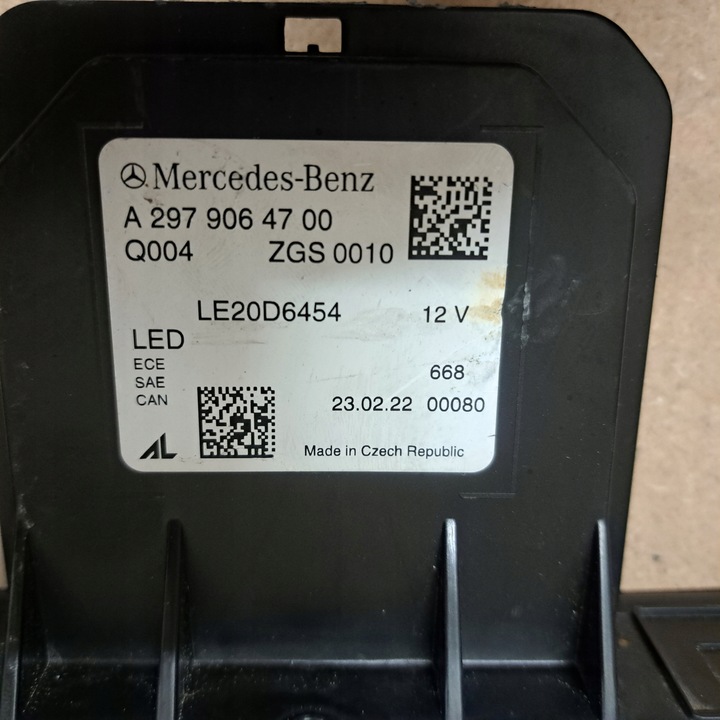 Mercedes-Benz
A 297 906 47 00
Q004 ZGS 0010
LE20D6454 12 V
LED
ECE
SAE 668
CAN 23.02.22 00080
AL Made in Czech Republic